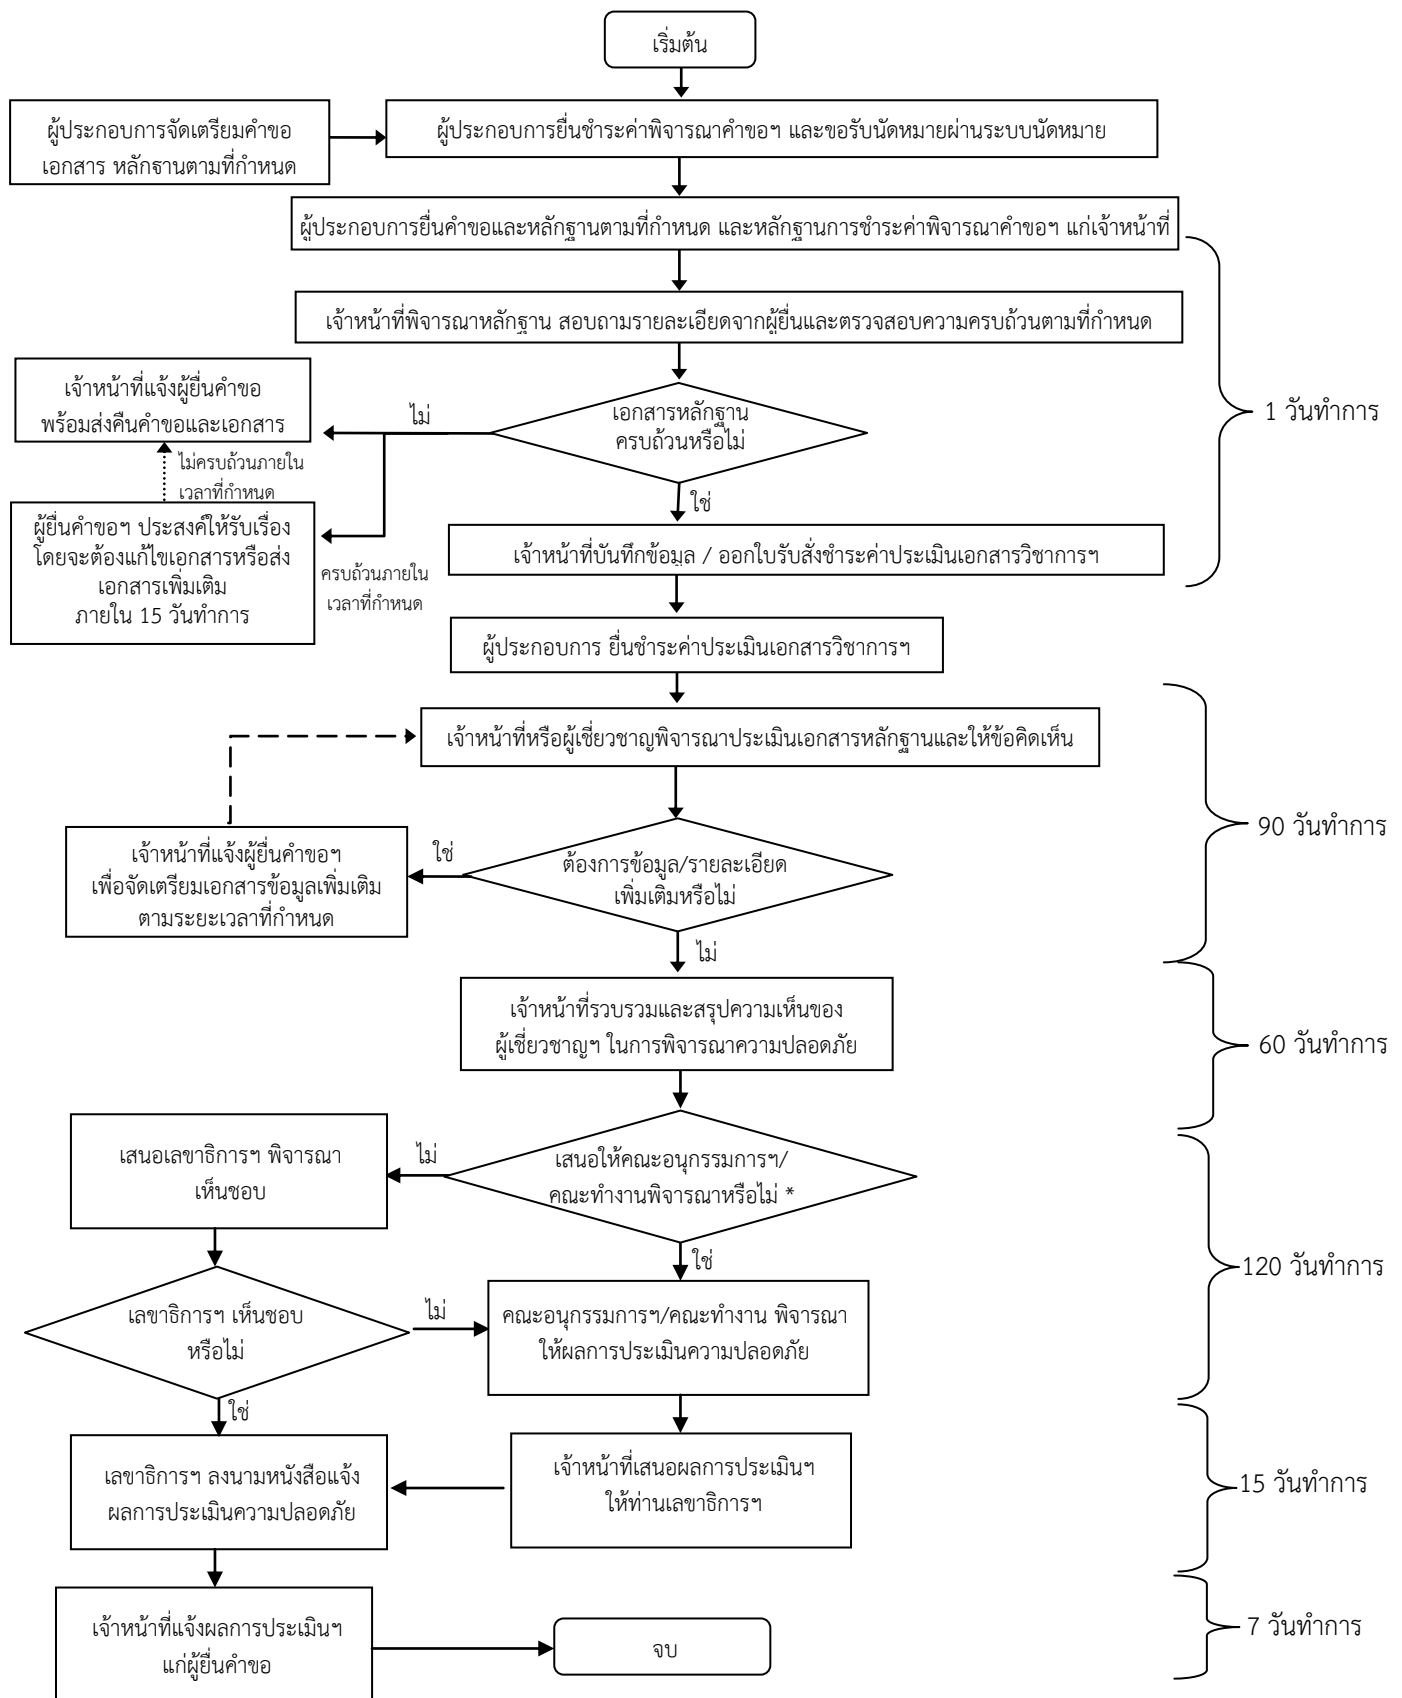 เริ่มต้น
ผู้ประกอบการจัดเตรียมคำขอ
เอกสาร หลักฐานตามที่กำหนด
ผู้ประกอบการยื่นชำระค่าพิจารณาคำขอฯ และขอรับนัดหมายผ่านระบบนัดหมาย
ผู้ประกอบการยื่นคำขอและหลักฐานตามที่กำหนด และหลักฐานการชำระค่าพิจารณาคำขอฯ แก่เจ้าหน้าที่
เจ้าหน้าที่พิจารณาหลักฐาน สอบถามรายละเอียดจากผู้ยื่นและตรวจสอบความครบถ้วนตามที่กำหนด
เจ้าหน้าที่แจ้งผู้ยื่นคำขอ
พร้อมส่งคืนคำขอและเอกสาร
ไม่
เอกสารหลักฐาน
ครบถ้วนหรือไม่
1 วันทำการ
ไม่ครบถ้วนภายใน
เวลาที่กำหนด
ใช่
ผู้ยื่นคำขอฯ ประสงค์ให้รับเรื่อง
โดยจะต้องแก้ไขเอกสารหรือส่ง
เอกสารเพิ่มเติม
ภายใน 15 วันทำการ
ครบถ้วนภายใน
เวลาที่กำหนด
เจ้าหน้าที่บันทึกข้อมูล / ออกใบรับสั่งชำระค่าประเมินเอกสารวิชาการฯ
ผู้ประกอบการ ยื่นชำระค่าประเมินเอกสารวิชาการฯ
เจ้าหน้าที่หรือผู้เชี่ยวชาญพิจารณาประเมินเอกสารหลักฐานและให้ข้อคิดเห็น
90 วันทำการ
เจ้าหน้าที่แจ้งผู้ยื่นคำขอฯ
เพื่อจัดเตรียมเอกสารข้อมูลเพิ่มเติม
ตามระยะเวลาที่กำหนด
ใช่
ต้องการข้อมูล/รายละเอียด
เพิ่มเติมหรือไม่
ไม่
เจ้าหน้าที่รวบรวมและสรุปความเห็นของ
ผู้เชี่ยวชาญฯ ในการพิจารณาความปลอดภัย
60 วันทำการ
เสนอเลขาธิการฯ พิจารณา
เห็นชอบ
ไม่
เสนอให้คณะอนุกรรมการฯ/
คณะทำงานพิจารณาหรือไม่ *
ใช่
120 วันทำการ
เลขาธิการฯ เห็นชอบ
หรือไม่
ไม่
คณะอนุกรรมการฯ/คณะทำงาน พิจารณา
ให้ผลการประเมินความปลอดภัย
ใช่
เลขาธิการฯ ลงนามหนังสือแจ้ง
ผลการประเมินความปลอดภัย
เจ้าหน้าที่เสนอผลการประเมินฯ
ให้ท่านเลขาธิการฯ
15 วันทำการ
เจ้าหน้าที่แจ้งผลการประเมินฯ
แก่ผู้ยื่นคำขอ
จบ
7 วันทำการ